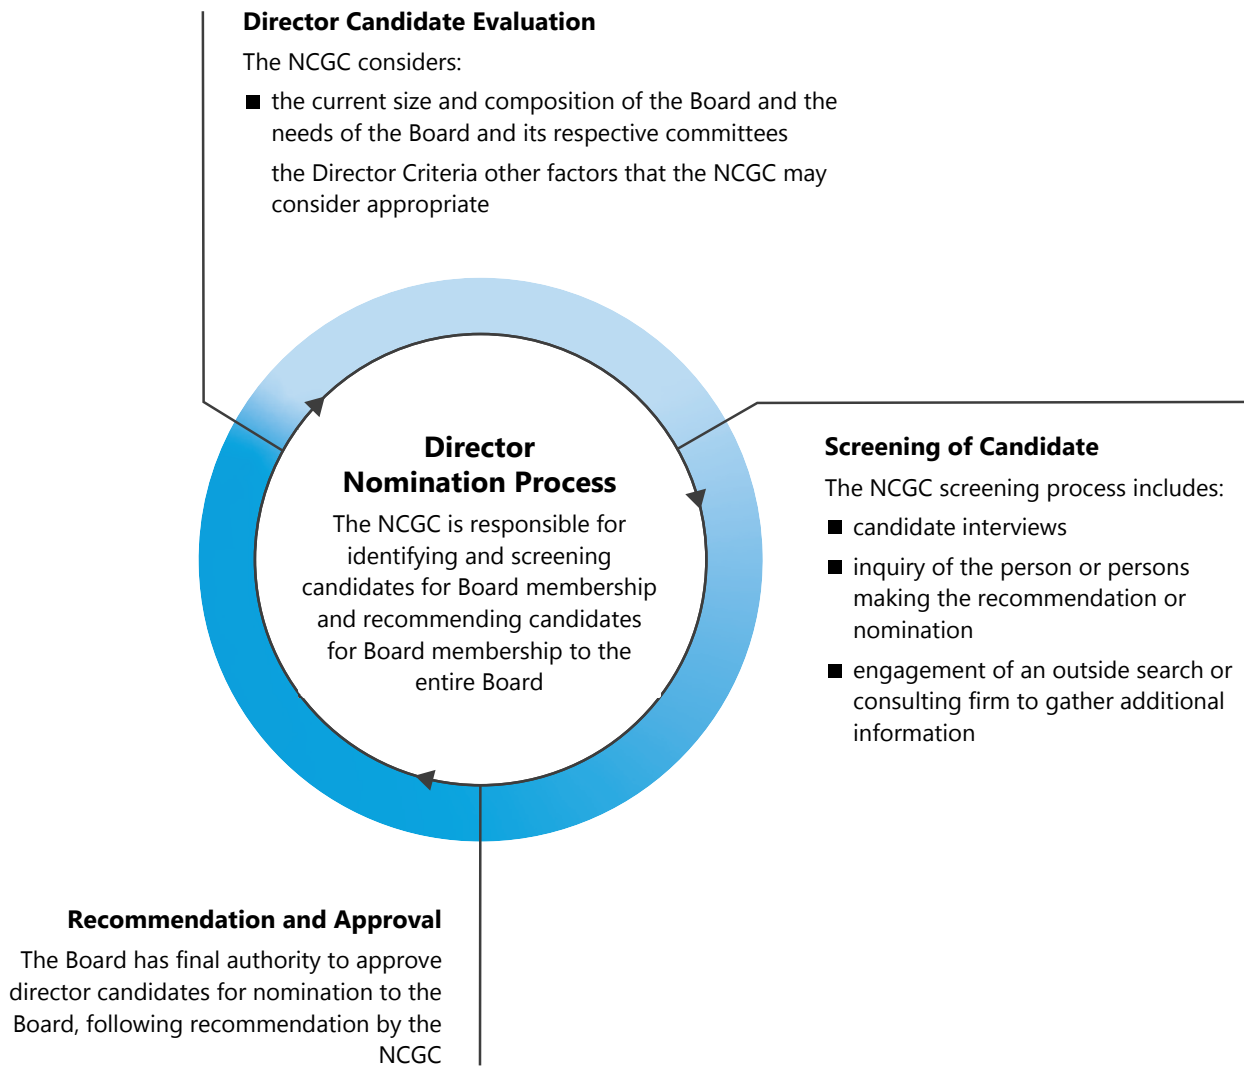 Director Candidate Evaluation
The NCGC considers:
■ the current size and composition of the Board and the
needs of the Board and its respective committees
the Director Criteria other factors that the NCGC may
consider appropriate
Director
Nomination Process
The NCGC is responsible for
identifying and screening
candidates for Board membership
and recommending candidates
for Board membership to the
entire Board
Screening of Candidate
The NCGC screening process includes:
■ candidate interviews
■ inquiry of the person or persons
making the recommendation or
nomination
■ engagement of an outside search or
consulting firm to gather additional
information
Recommendation and Approval
The Board has final authority to approve
director candidates for nomination to the
Board, following recommendation by the
NCGC